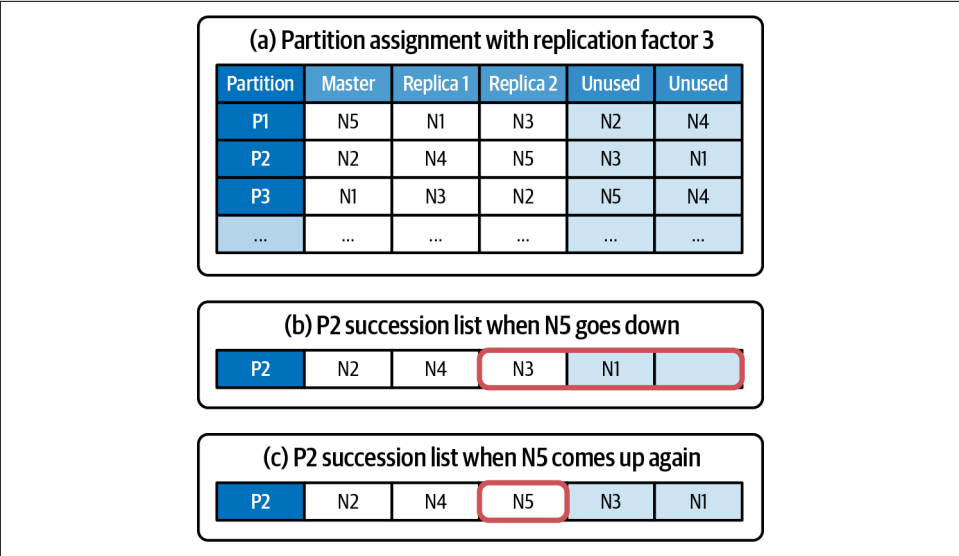 (a) Partition assignment with replication factor 3
Partition Master Replica 1 Replica 2 Unused Unused
P1 N5 N1 N3 N2 N4
P2 N2 N4 N5 N3 N1
P3 N1 N3 N2 N5 N4
... ... ... ... ... ...
(b) P2 succession list when N5 goes down
P2 N2 N4 N3 N1
(c) P2 succession list when N5 comes up again
P2 N2 N4 N5 N3 N1